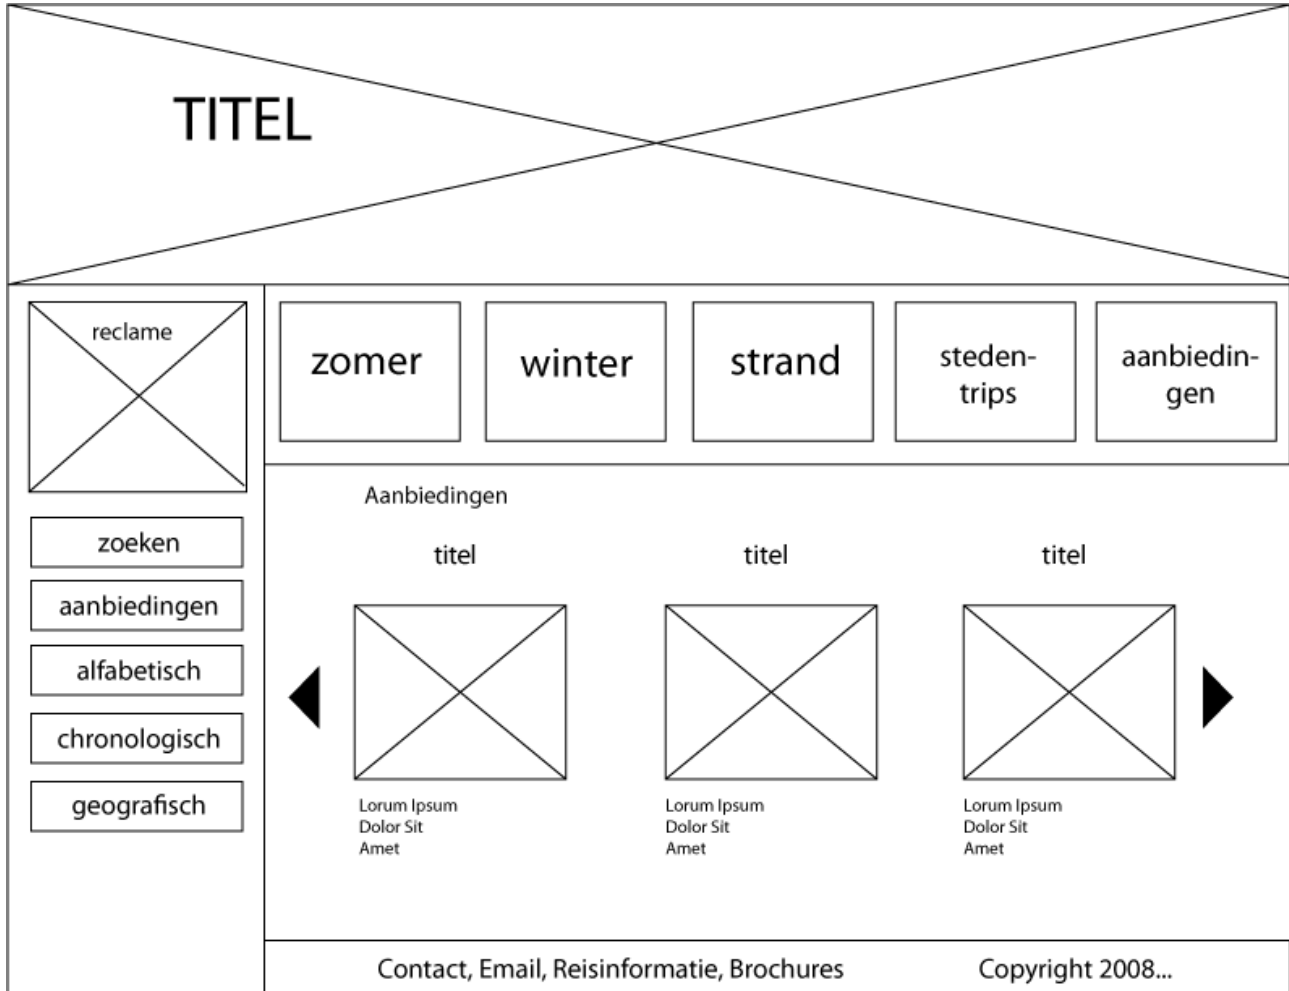 TITEL
reclame
zoeken
aanbiedingen
alfabetisch
chronologisch
geografisch
zomer
winter
strand
steden-
trips
aanbiedin-
gen
Aanbiedingen
titel
titel
titel
Lorum Ipsum
Dolor Sit
Amet
Lorum Ipsum
Dolor Sit
Amet
Lorum Ipsum
Dolor Sit
Amet
Contact, Email, Reisinformatie, Brochures
Copyright 2008...